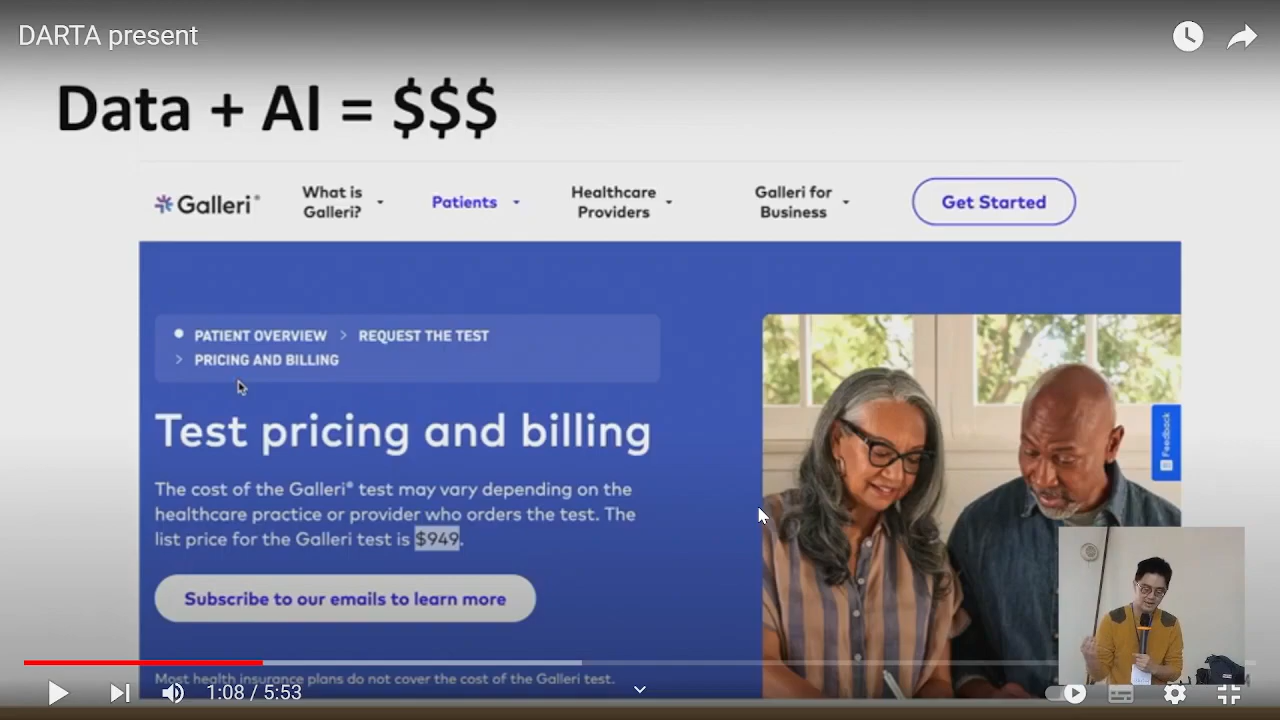 DARTA present
Data + AI = $$$
Galleri®
What is
Galleri?
Patients
Healthcare
Providers
Galleri for
Business
Get Started
PATIENT OVERVIEW > REQUEST THE TEST
> PRICING AND BILLING
Test pricing and billing
The cost of the Galleri® test may vary depending on the
healthcare practice or provider who orders the test. The
list price for the Galleri test is $949.
Subscribe to our emails to learn more
Feedback
Most health insurance plans do not cover the cost of the Galleri test.
1:08 / 5:53